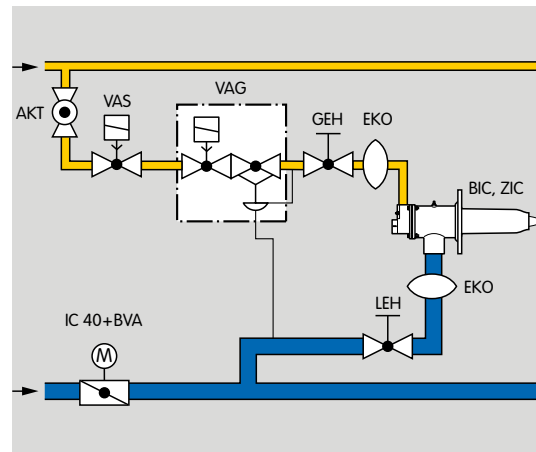 VAG
VAS
GEH
EKO
AKT
BIC, ZIC
EKO
LEH
IC 40+BVA
M